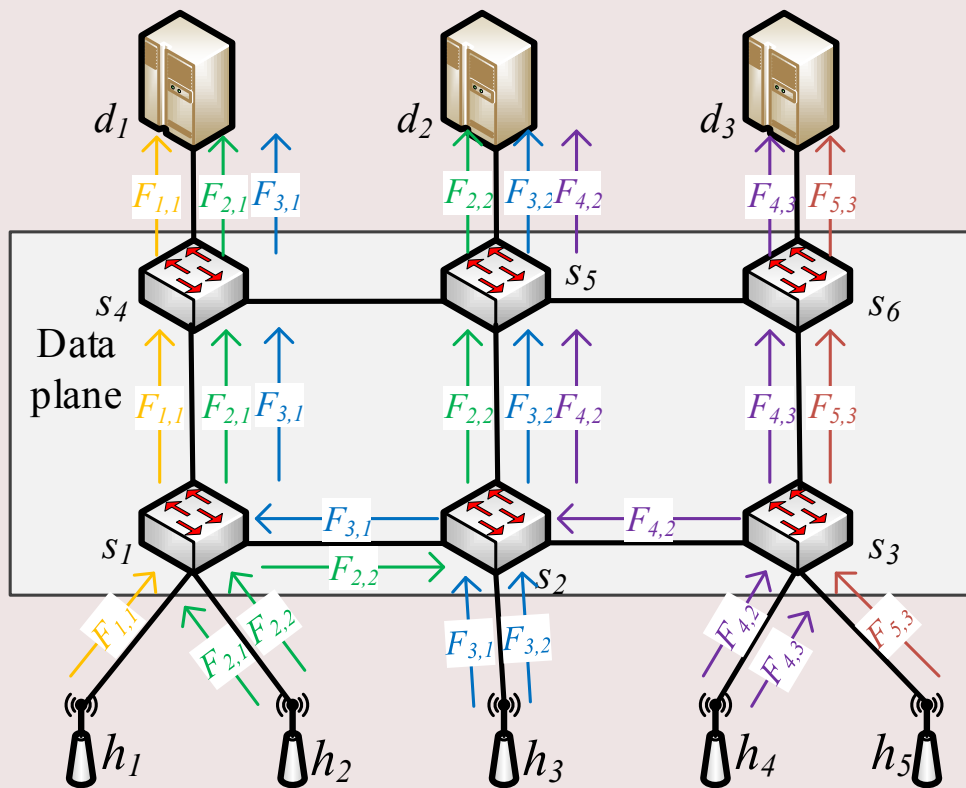 d1
d2
d3
F1,1
F2,1
F3,1
F2,2
F3,2
F4,2
F4,3
F5,3
s4
s5
s6
Data
plane
F1,1
F2,1
F3,1
F2,2
F3,2
F4,2
F4,3
F5,3
F3,1
F4,2
s1
s2
s3
F2,2
F1,1
F2,1
F2,2
F3,1
F3,2
F4,2
F4,3
F5,3
h1
h2
h3
h4
h5